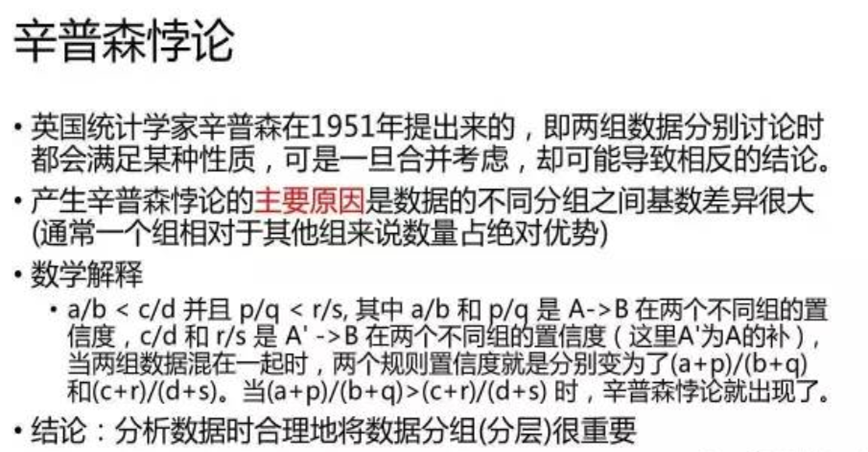 辛普森悖论
• 英国统计学家辛普森在1951年提出来的，即两组数据分别讨论时
都会满足某种性质，可是一旦合并考虑，却可能导致相反的结论。
• 产生辛普森悖论的主要原因是数据的不同分组之间基数差异很大
(通常一个组相对于其他组来说数量占绝对优势)
• 数学解释
• a/b < c/d 并且 p/q < r/s, 其中 a/b 和 p/q 是 A->B 在两个不同组的置
信度，c/d 和 r/s 是 A' ->B 在两个不同组的置信度（这里A'为A的补），
当两组数据混在一起时，两个规则置信度就是分别变为了(a+p)/(b+q)
和(c+r)/(d+s)。当(a+p)/(b+q)>(c+r)/(d+s) 时，辛普森悖论就出现了。
• 结论：分析数据时合理地将数据分组(分层)很重要